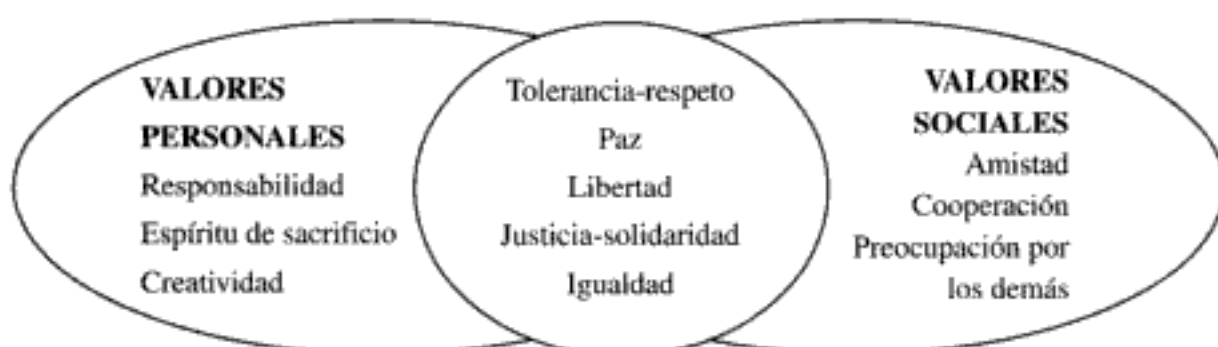 VALORES
PERSONALES
Responsabilidad
Espíritu de sacrificio
Creatividad
Tolerancia-respeto
Paz
Libertad
Justicia-solidaridad
Igualdad
VALORES
SOCIALES
Amistad
Cooperación
Preocupación por
los demás